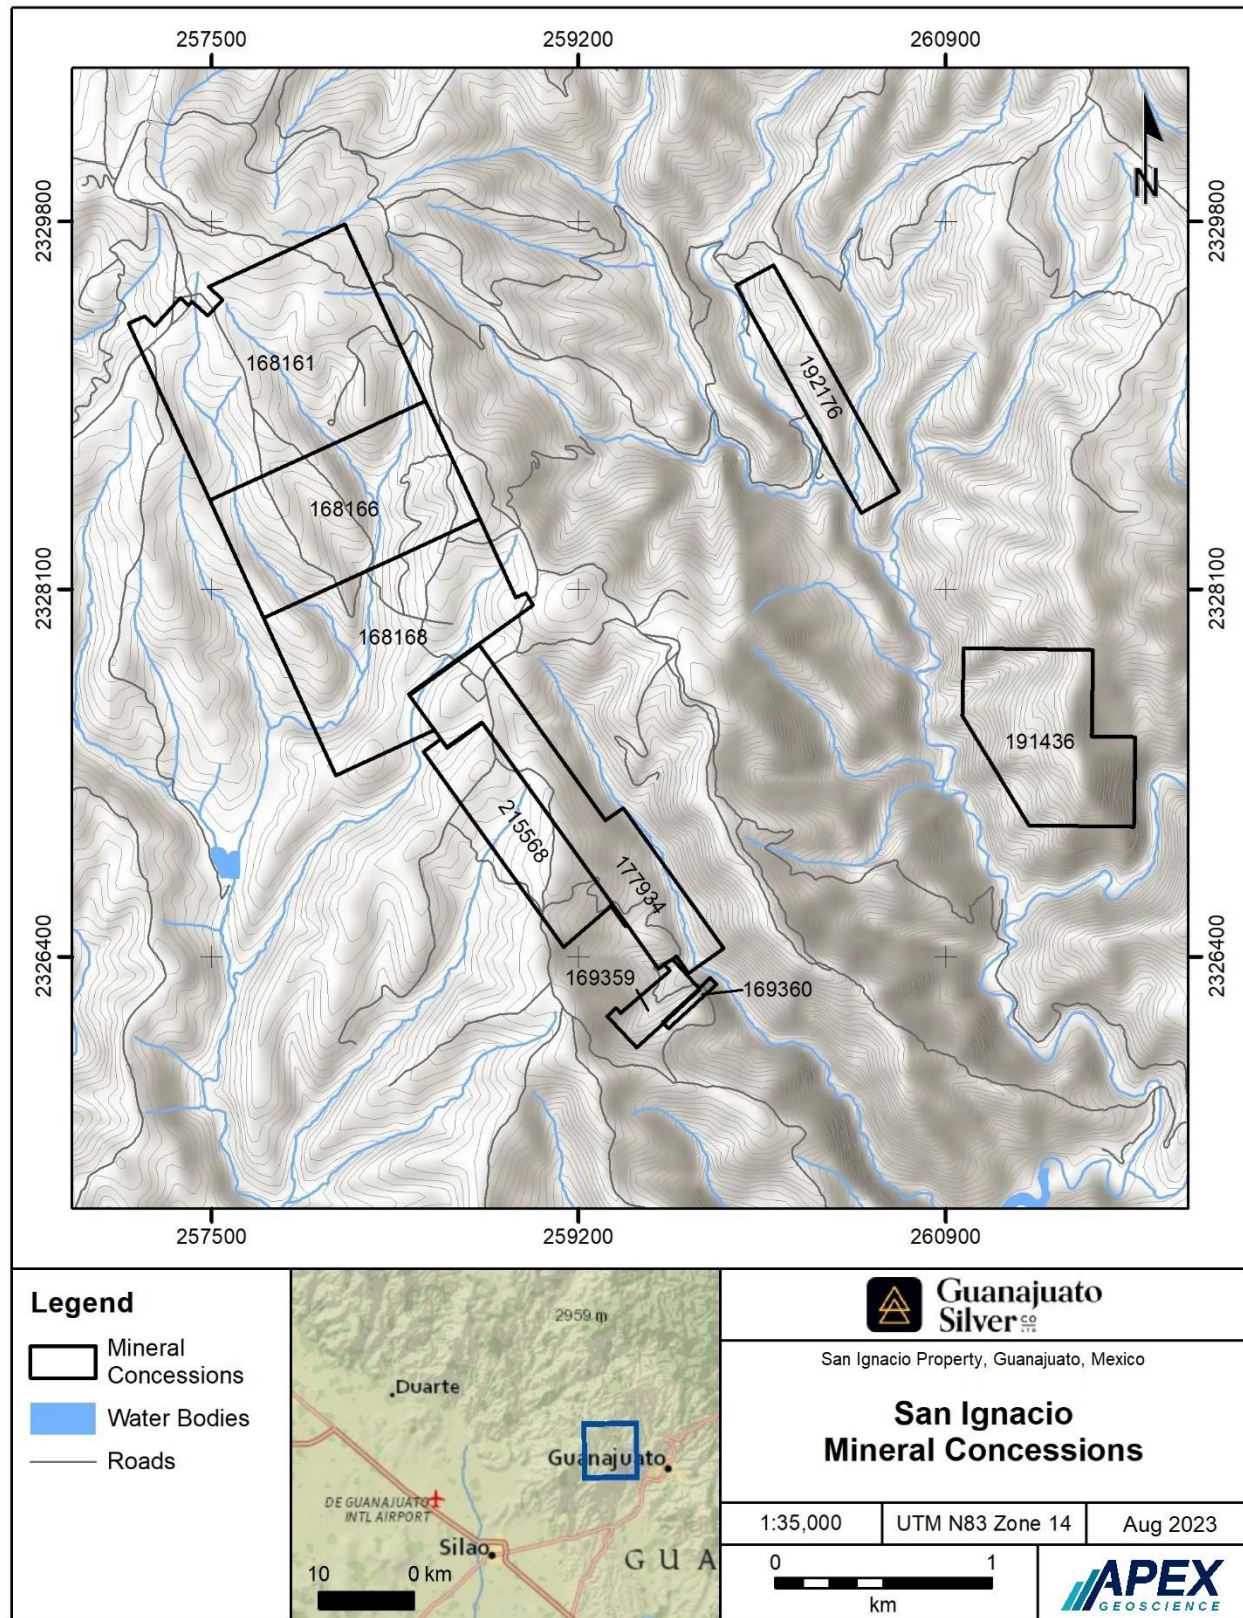 257500
259200
260900
2329800
2329800
N
168161
192176
168166
2328100
2328100
168168
191436
215568
177934
2326400
2326400
169359
169360
257500
259200
260900
Legend
Mineral
Concessions
Water Bodies
Roads
2959 m
Duarte
Guanajuato
DE GUANAJUATO
INTL AIRPORT
Silao
G U A
10 0 km
Guanajuato
Silver CO
LTD
San Ignacio Property, Guanajuato, Mexico
San Ignacio
Mineral Concessions
1:35,000 UTM N83 Zone 14 Aug 2023
0 1
km
APEX
GEOSCIENCE